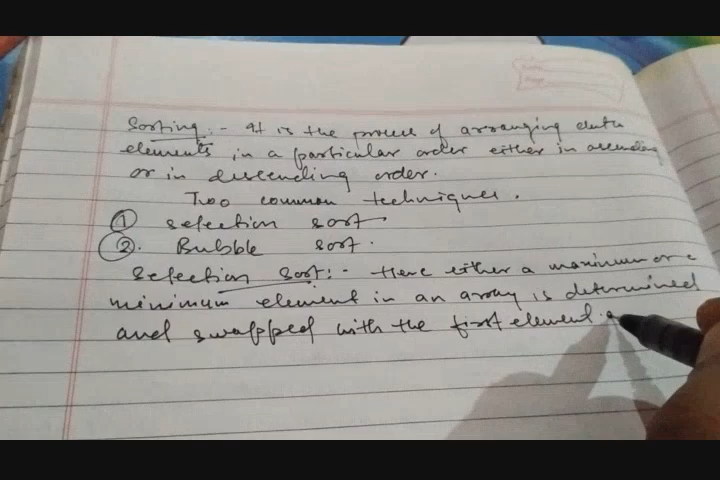 Sorting:- It is the process of arranging data
elements in a particular order either in ascending
or in descending order.
Two common techniques.
① selection sort
②. Bubble sort.
Selection sort:- Here either a maximum or a
minimum element in an array is determined
and swapped with the first element.